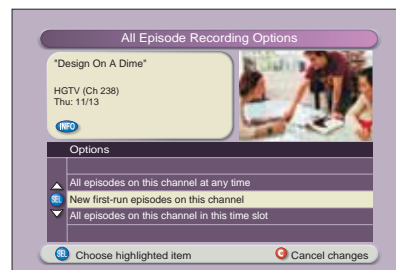 All Episode Recording Options
"Design On A Dime"
HGTV (Ch 238)
Thu: 11/13
INFO
Options
All episodes on this channel at any time
SEL New first-run episodes on this channel
All episodes on this channel in this time slot
SEL Choose highlighted item C Cancel changes